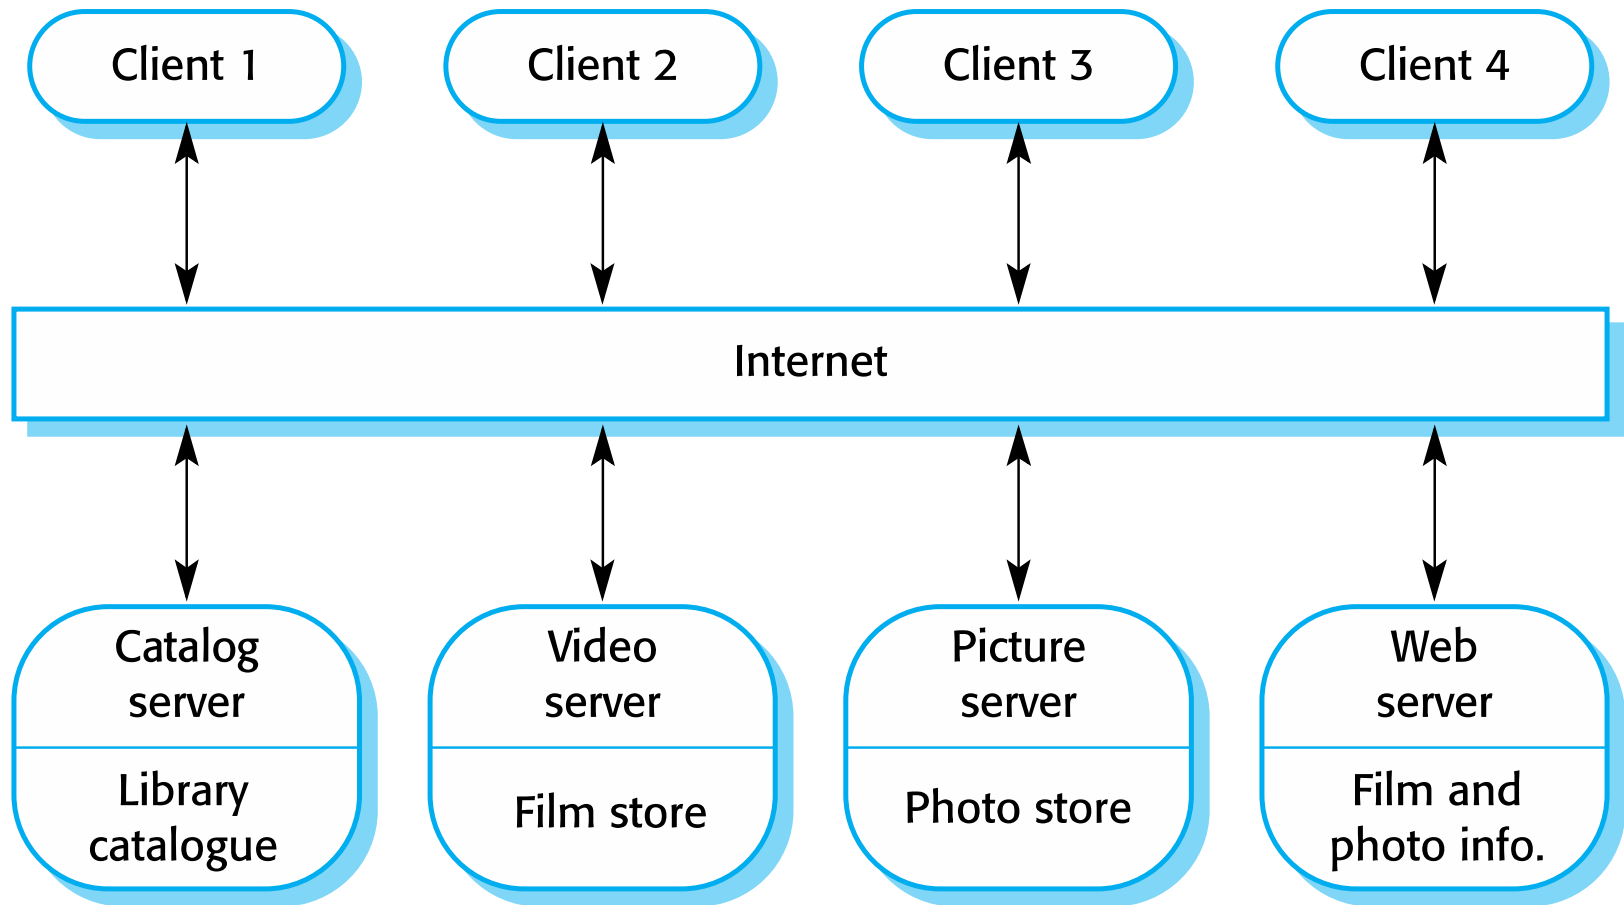 Client 1
Client 2
Client 3
Client 4
Internet
Catalog
server
Library
catalogue
Video
server
Film store
Picture
server
Photo store
Web
server
Film and
photo info.